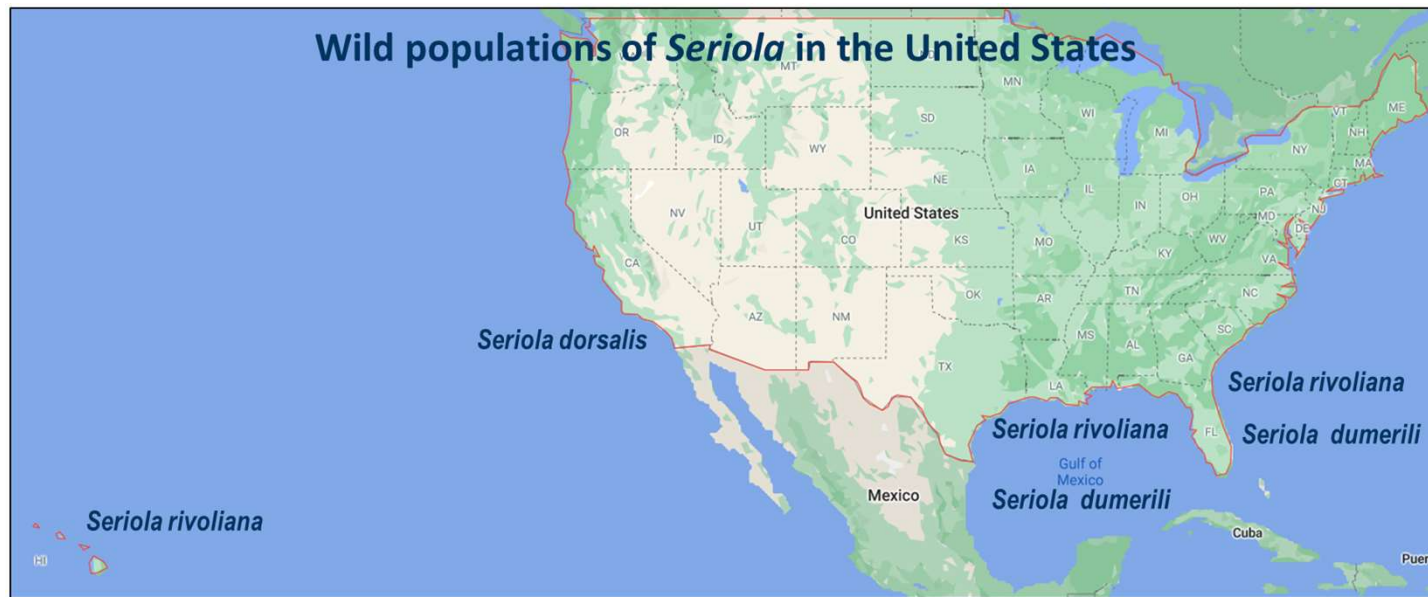 Wild populations of Seriola in the United States
WA
MT
ND
MN
OR
ID
WY
SD
WI
MI
VT
ME
NH
NY
MA
CT
NE
IA
IL
IN
OH
PA
NJ
MD
DE
NV
UT
CO
United States
KS
MO
KY
WV
VA
CA
AZ
NM
OK
AR
TN
NC
SC
MS
AL
GA
Seriola dorsalis
TX
LA
Seriola rivoliana
Seriola rivoliana
FL
Seriola dumerili
Gulf of
Mexico
Mexico
Seriola dumerili
Seriola rivoliana
HI
Cuba
Puer